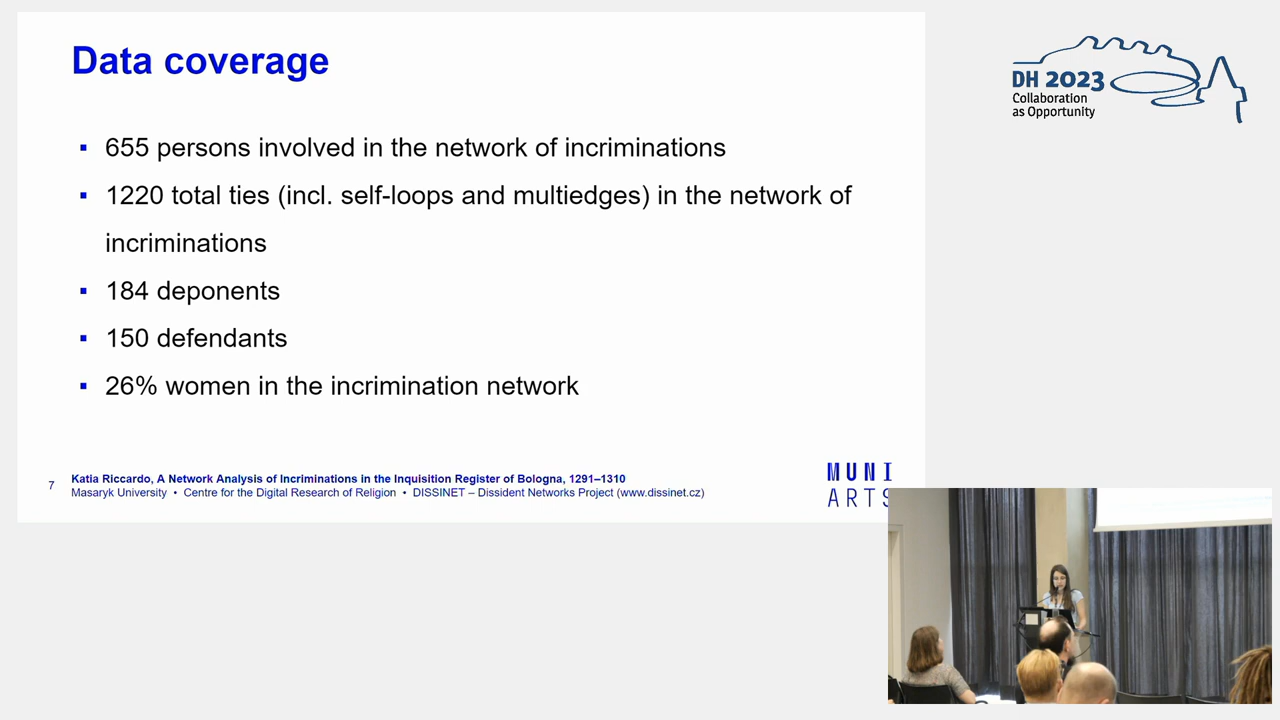 Data coverage
▪ 655 persons involved in the network of incriminations
▪ 1220 total ties (incl. self-loops and multiedges) in the network of
incriminations
▪ 184 deponents
▪ 150 defendants
▪ 26% women in the incrimination network
7
Katia Riccardo, A Network Analysis of Incriminations in the Inquisition Register of Bologna, 1291–1310
Masaryk University • Centre for the Digital Research of Religion • DISSINET – Dissident Networks Project (www.dissinet.cz)
MUNI
ARTS
DH 2023
Collaboration
as Opportunity